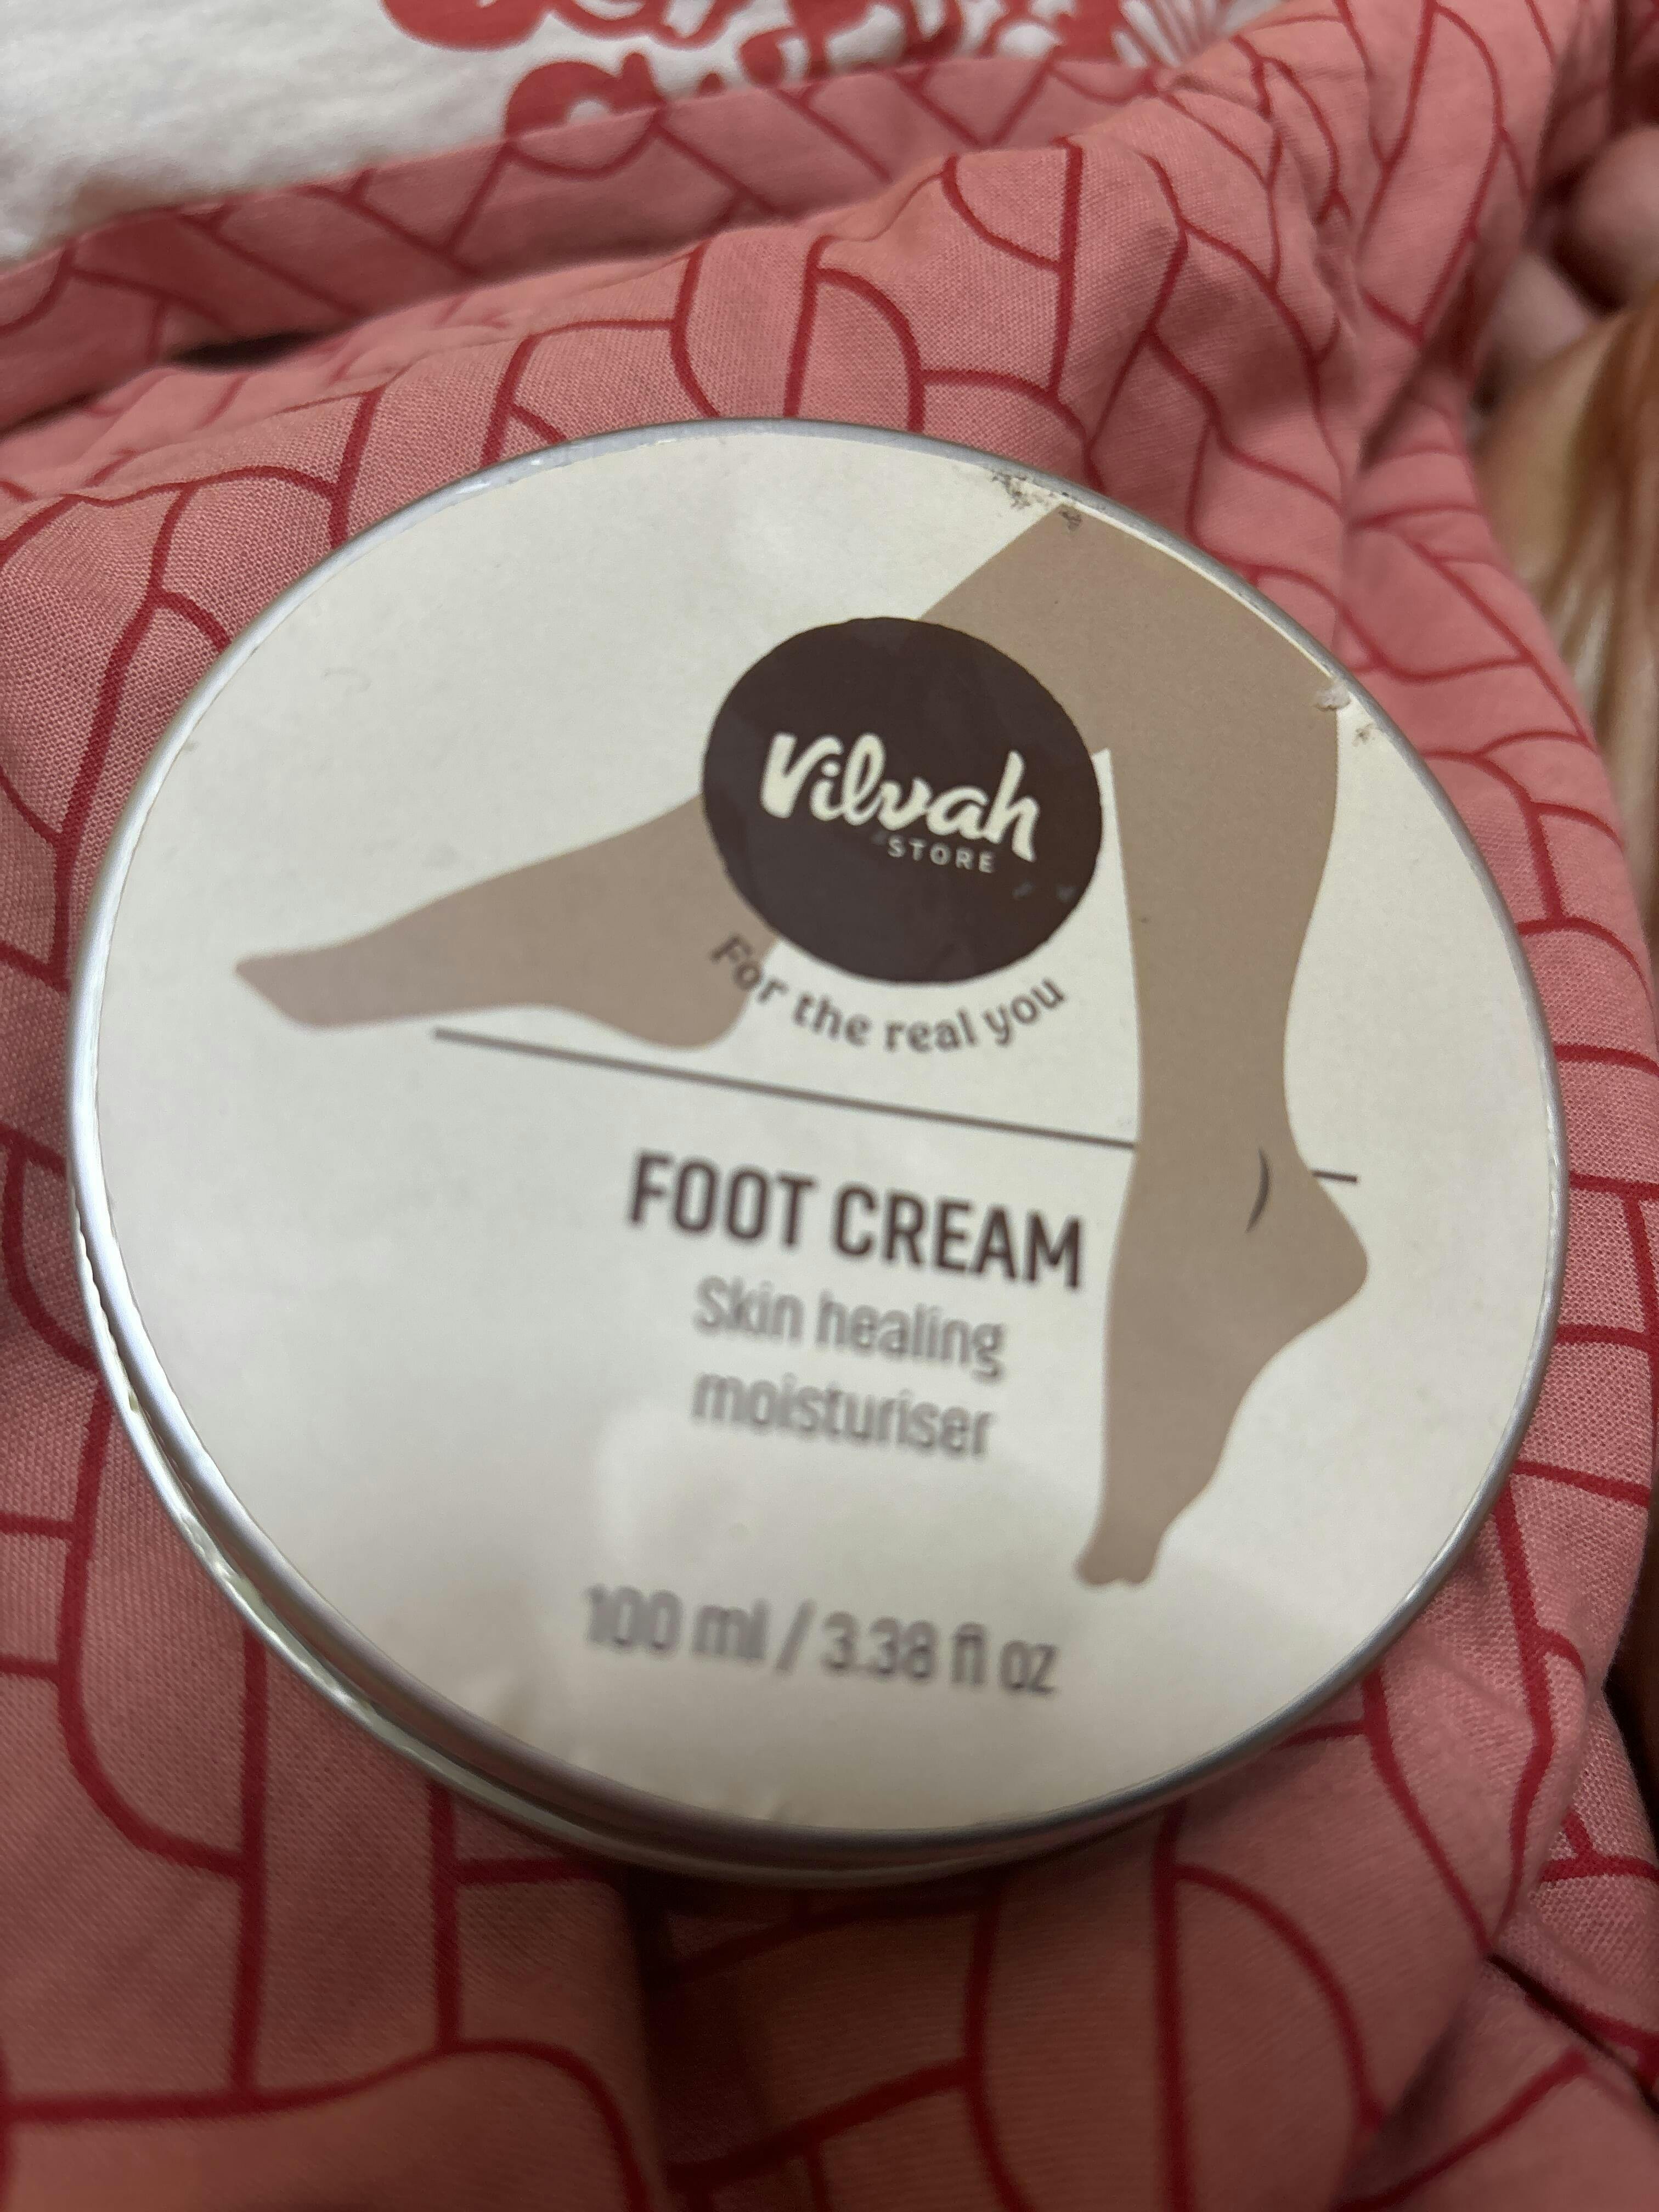 Vilvah
STORE
For the real you
FOOT CREAM
Skin healing
moisturiser
100 ml / 3.38 fl oz